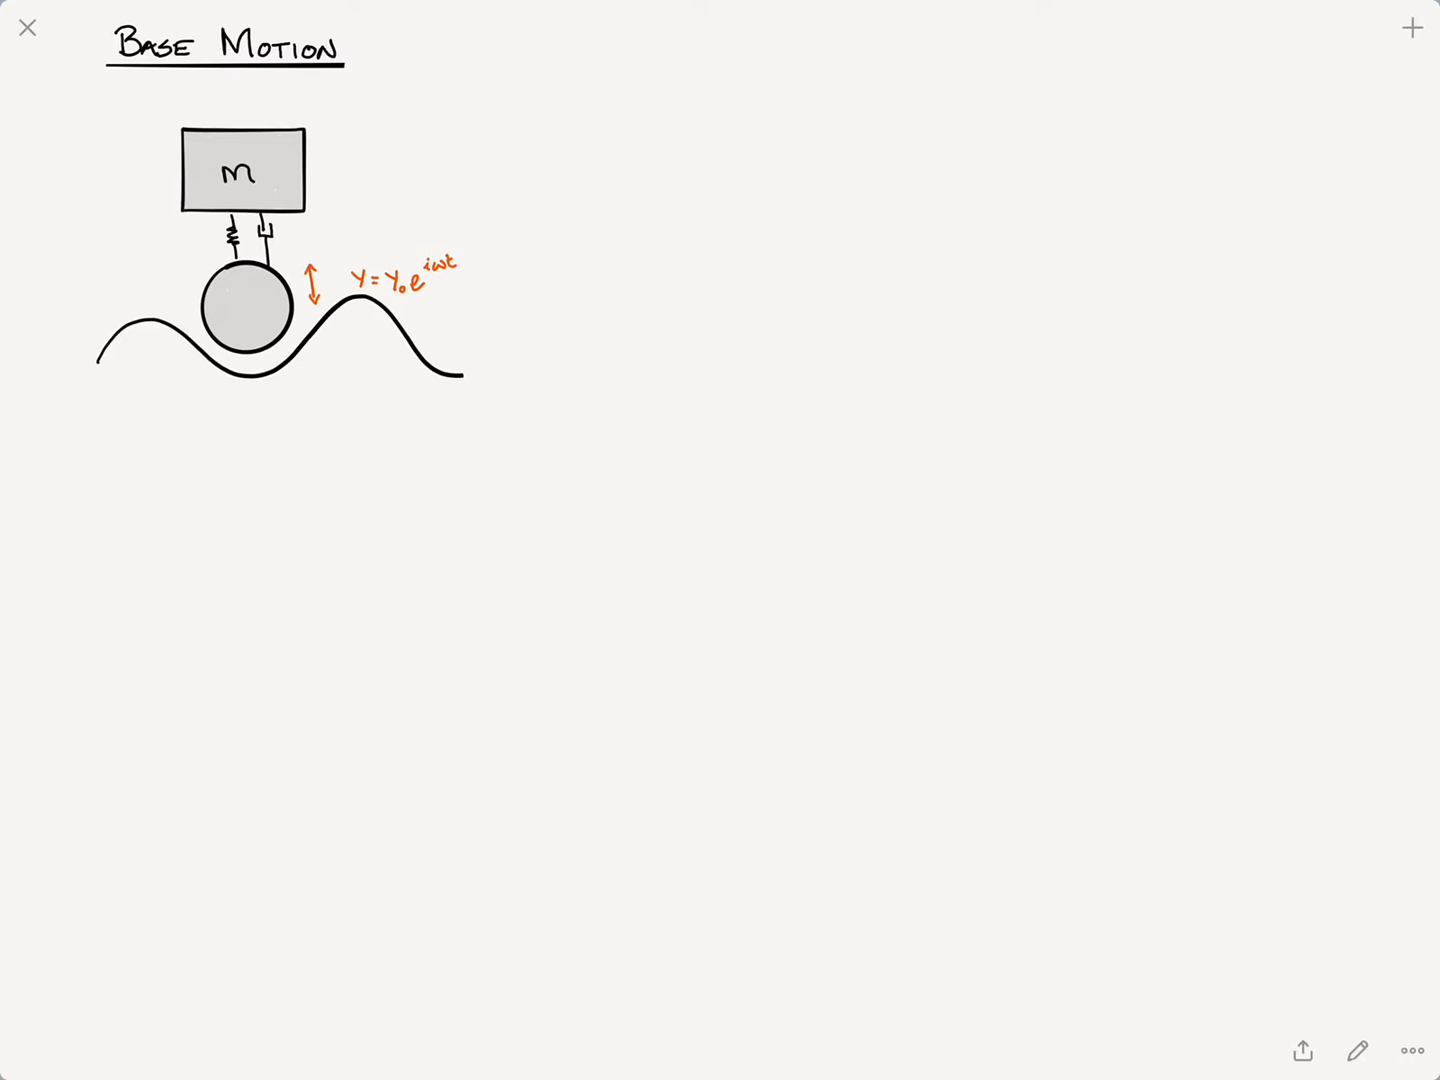 BASE MOTION
m
Y = Y₀e^{iωt}